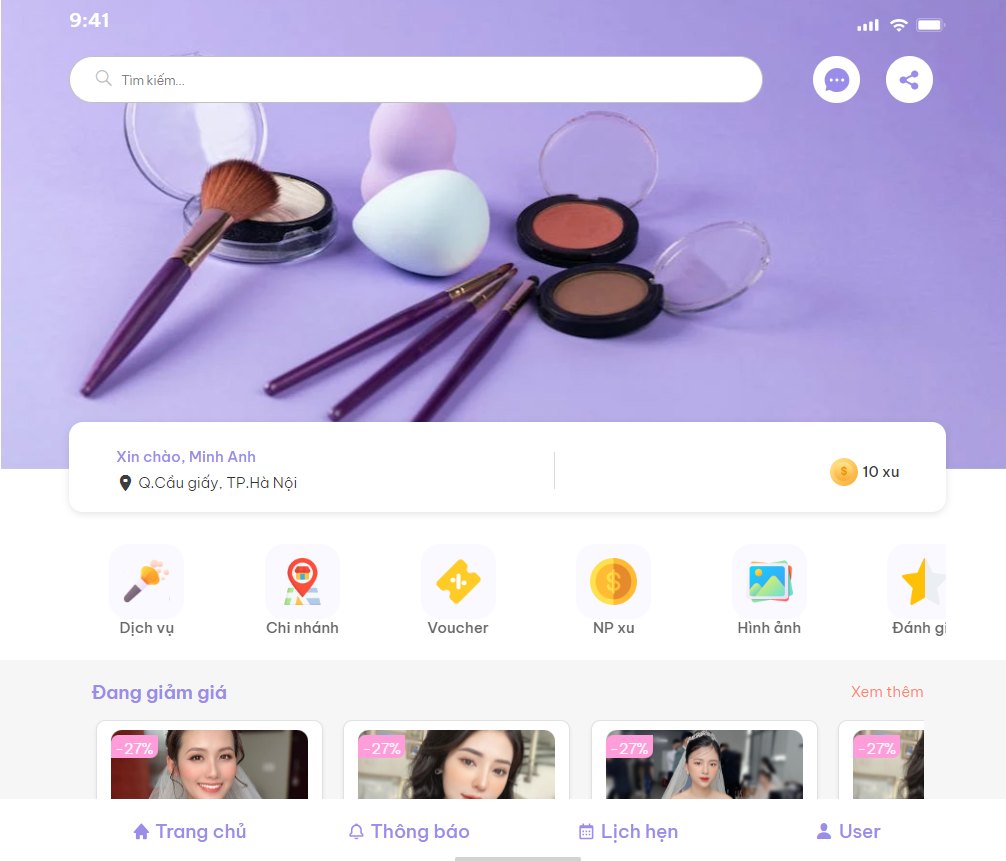 9:41
Tìm kiếm...
Xin chào, Minh Anh
Q.Cầu giấy, TP.Hà Nội
10 xu
Dịch vụ
Chi nhánh
Voucher
NP xu
Hình ảnh
Đánh gi
Đang giảm giá
Xem thêm
-27%
-27%
-27%
-27%
Trang chủ
Thông báo
Lịch hẹn
User